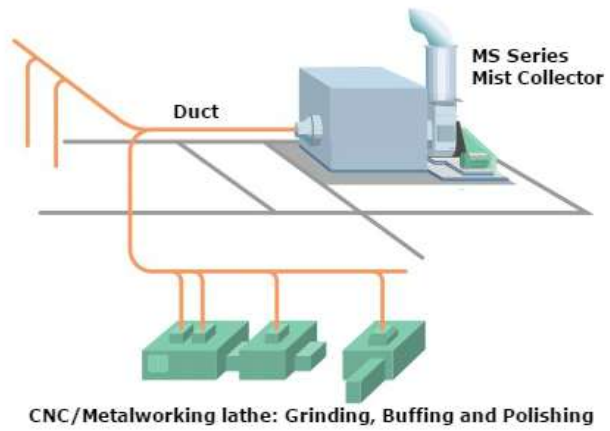 MS Series
Mist Collector
Duct
CNC/Metalworking lathe: Grinding, Buffing and Polishing